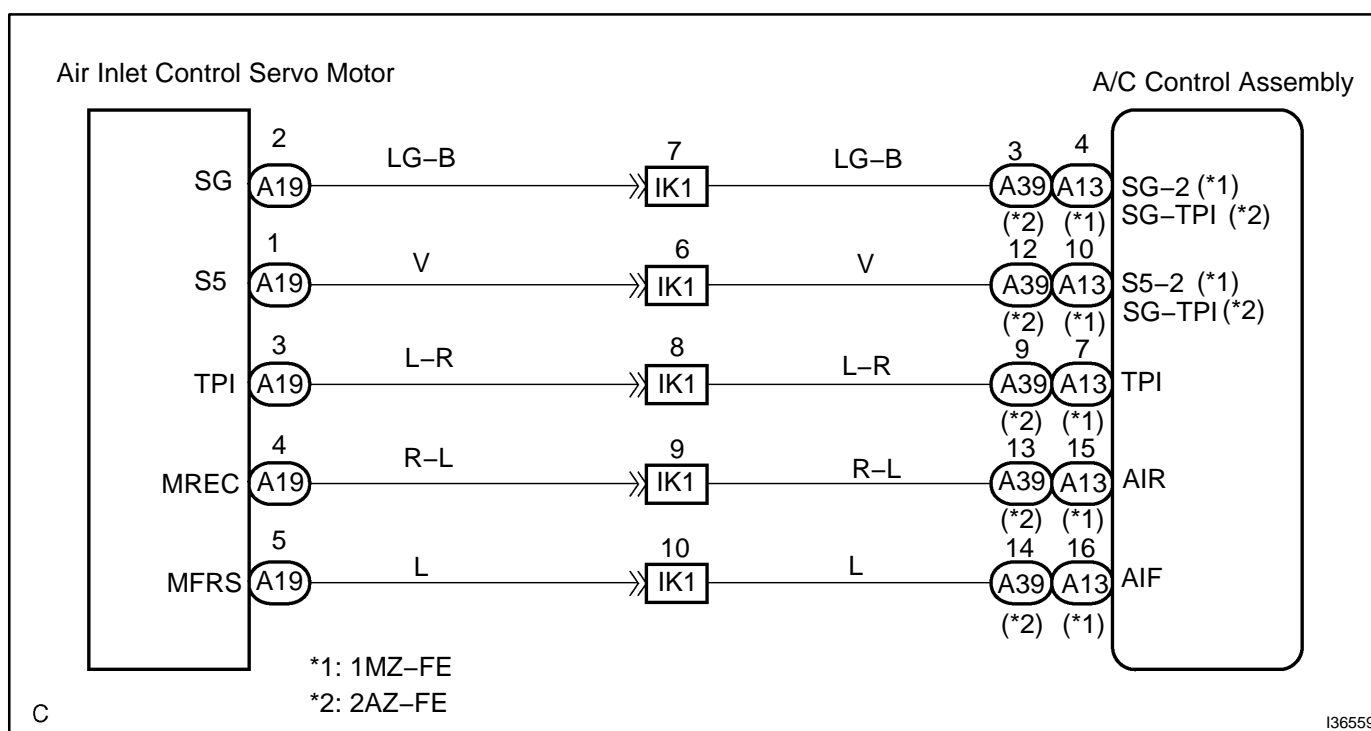 Air Inlet Control Servo Motor
A/C Control Assembly
2
LG–B
7
LG–B
3
4
SG
A19
IK1
A39
A13
SG–2 (*1)
(*2)
(*1)
SG–TPI (*2)
1
V
6
V
12
10
S5
A19
IK1
A39
A13
S5–2 (*1)
(*2)
(*1)
SG–TPI (*2)
3
L–R
8
L–R
9
7
TPI
A19
IK1
A39
A13
TPI
(*2)
(*1)
4
R–L
9
R–L
13
15
MREC
A19
IK1
A39
A13
AIR
(*2)
(*1)
5
L
10
L
14
16
MFRS
A19
IK1
A39
A13
AIF
(*2)
(*1)
*1: 1MZ–FE
*2: 2AZ–FE
C
I36559